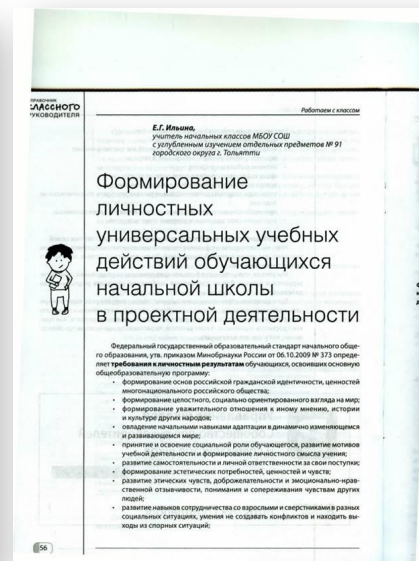 СПРАВОЧНИК
КЛАССНОГО
РУКОВОДИТЕЛЯ
Работаем с классом
Е.Г. Ильина,
учитель начальных классов МБОУ СОШ
с углубленным изучением отдельных предметов № 91
городского округа г. Тольятти
Формирование
личностных
универсальных учебных
действий обучающихся
начальной школы
в проектной деятельности
Федеральный государственный образовательный стандарт начального обще-
го образования, утв. приказом Минобрнауки России от 06.10.2009 № 373 опреде-
ляет требования к личностным результатам обучающихся, освоивших основную
общеобразовательную программу:
• формирование основ российской гражданской идентичности, ценностей
многонационального российского общества;
• формирование целостного, социально ориентированного взгляда на мир;
• формирование уважительного отношения к иному мнению, истории
и культуре других народов;
• овладение начальными навыками адаптации в динамично изменяющемся
и развивающемся мире;
• принятие и освоение социальной роли обучающегося, развитие мотивов
учебной деятельности и формирование личностного смысла учения;
• развитие самостоятельности и личной ответственности за свои поступки;
• формирование эстетических потребностей, ценностей и чувств;
• развитие этических чувств, доброжелательности и эмоционально-нрав-
ственной отзывчивости, понимания и сопереживания чувствам других
людей;
• развитие навыков сотрудничества со взрослыми и сверстниками в разных
социальных ситуациях, умения не создавать конфликтов и находить вы-
ходы из спорных ситуаций;
56